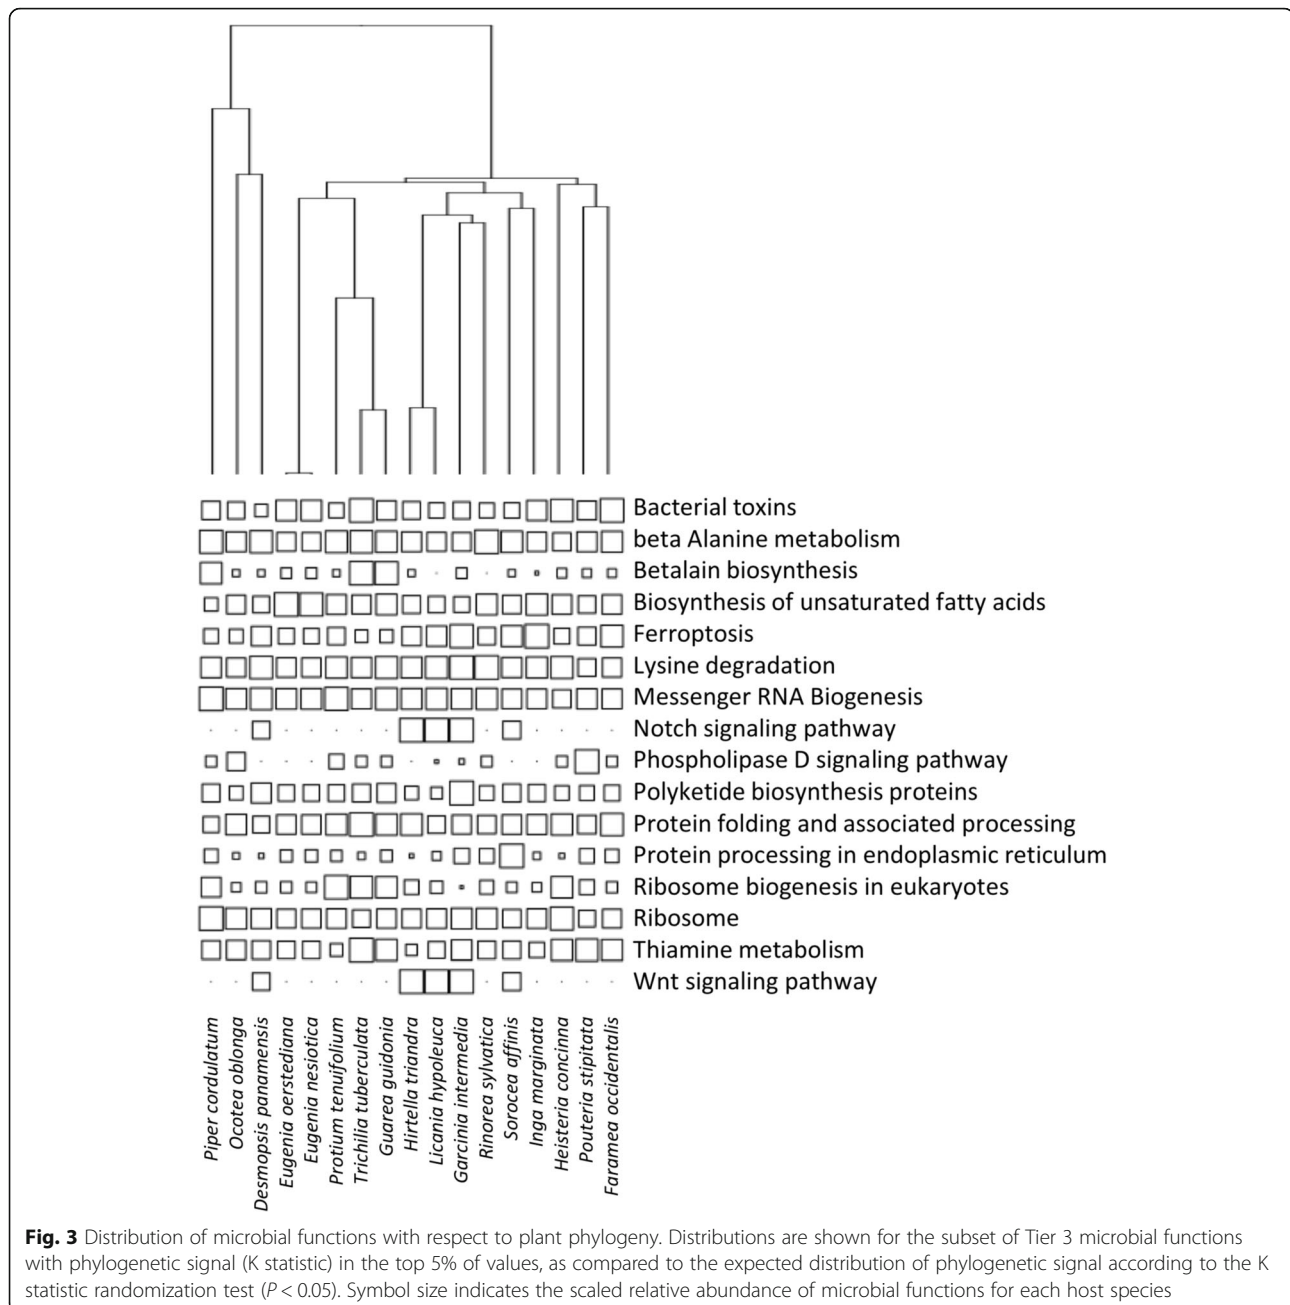 Bacterial toxins
beta Alanine metabolism
Betalain biosynthesis
Biosynthesis of unsaturated fatty acids
Ferroptosis
Lysine degradation
Messenger RNA Biogenesis
Notch signaling pathway
Phospholipase D signaling pathway
Polyketide biosynthesis proteins
Protein folding and associated processing
Protein processing in endoplasmic reticulum
Ribosome biogenesis in eukaryotes
Ribosome
Thiamine metabolism
Wnt signaling pathway
Piper cordulatum
Ocotea oblonga
Desmopsis panamensis
Eugenia oerstediana
Eugenia nesiotica
Protium tenuifolium
Trichilia tuberculata
Guarea guidonia
Hirtella triandra
Licania hypoleuca
Garcinia intermedia
Rinorea sylvatica
Sorocea affinis
Inga marginata
Heisteria concinna
Pouteria stipitata
Faramea occidentalis
Fig. 3 Distribution of microbial functions with respect to plant phylogeny. Distributions are shown for the subset of Tier 3 microbial functions
with phylogenetic signal (K statistic) in the top 5% of values, as compared to the expected distribution of phylogenetic signal according to the K
statistic randomization test (P < 0.05). Symbol size indicates the scaled relative abundance of microbial functions for each host species